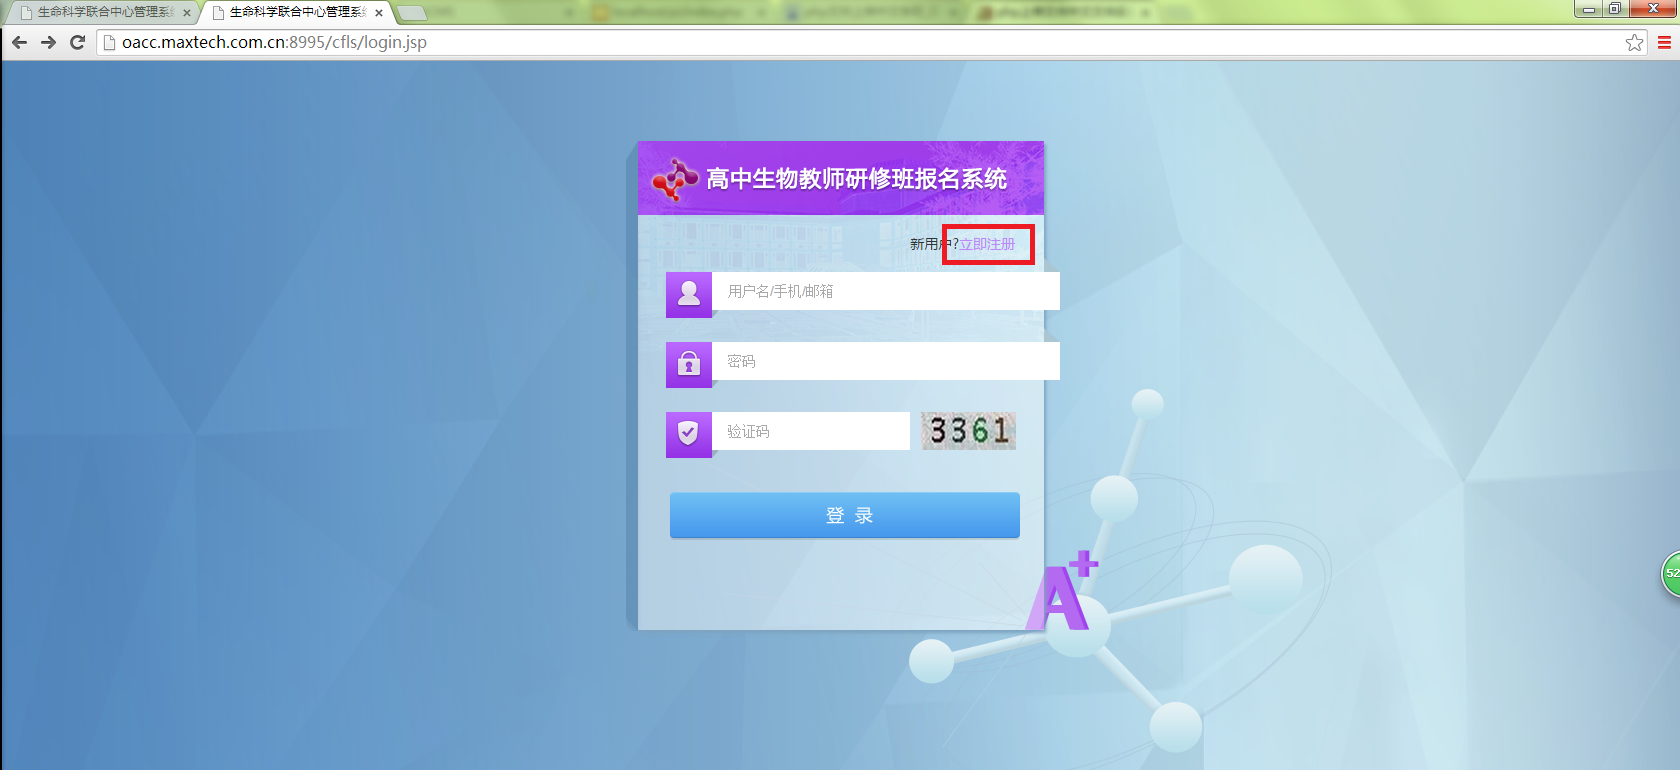 生命科学联合中心管理系
生命科学联合中心管理系
oacc.maxtech.com.cn:8995/cfls/login.jsp
高中生物教师研修班报名系统
新用户?立即注册
用户名/手机/邮箱
密码
验证码
3361
登 录
A+
52